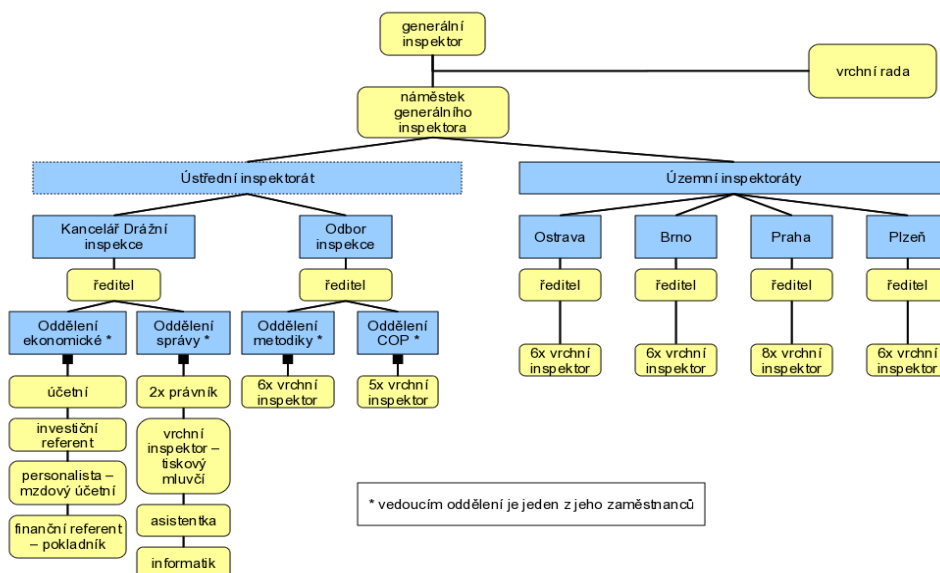 generální
inspektor
vrchní rada
náměstek
generálního
inspektora
Ústřední inspektorát
Územní inspektoráty
Kancelář Drážní
inspekce
Odbor
inspekce
Ostrava
Brno
Praha
Plzeň
ředitel
ředitel
ředitel
ředitel
ředitel
ředitel
Oddělení
ekonomické *
Oddělení
správy *
Oddělení
metodiky *
Oddělení
COP *
6x vrchní
inspektor
6x vrchní
inspektor
8x vrchní
inspektor
6x vrchní
inspektor
účetní
2x právník
6x vrchní
inspektor
5x vrchní
inspektor
investiční
referent
vrchní
inspektor –
tiskový
mluvčí
personalista –
mzdový účetní
finanční referent
– pokladník
asistentka
informatik
* vedoucím oddělení je jeden z jeho zaměstnanců